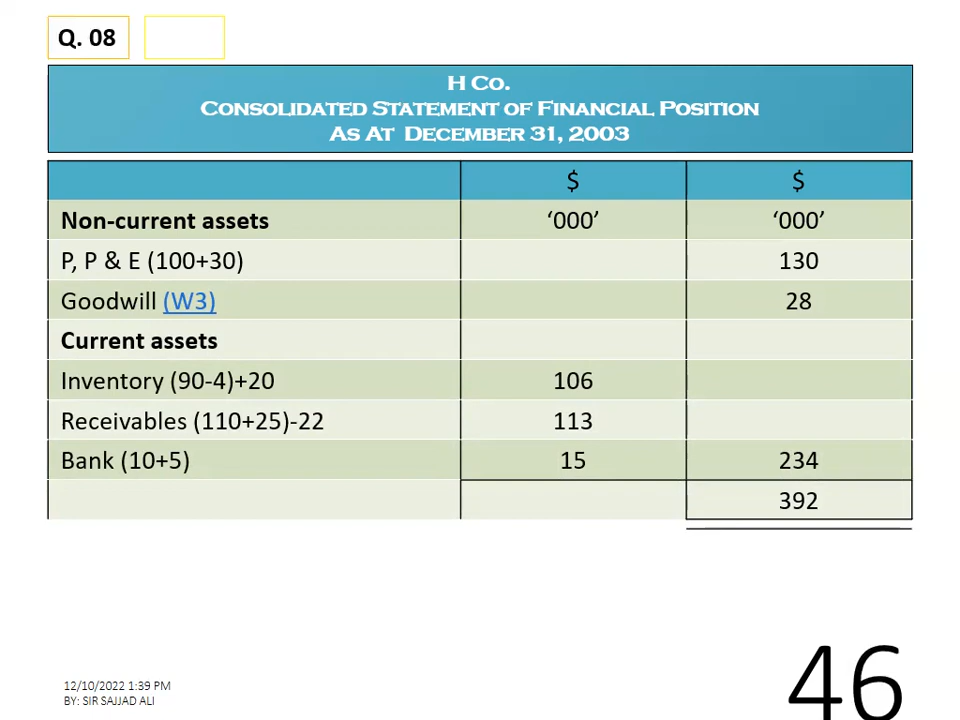 Q. 08
H Co.
Consolidated Statement of Financial Position
As At December 31, 2003
$ $
Non-current assets ‘000’ ‘000’
P, P & E (100+30) 130
Goodwill (W3) 28
Current assets
Inventory (90-4)+20 106
Receivables (110+25)-22 113
Bank (10+5) 15 234
392
12/10/2022 1:39 PM
BY: SIR SAJJAD ALI
46